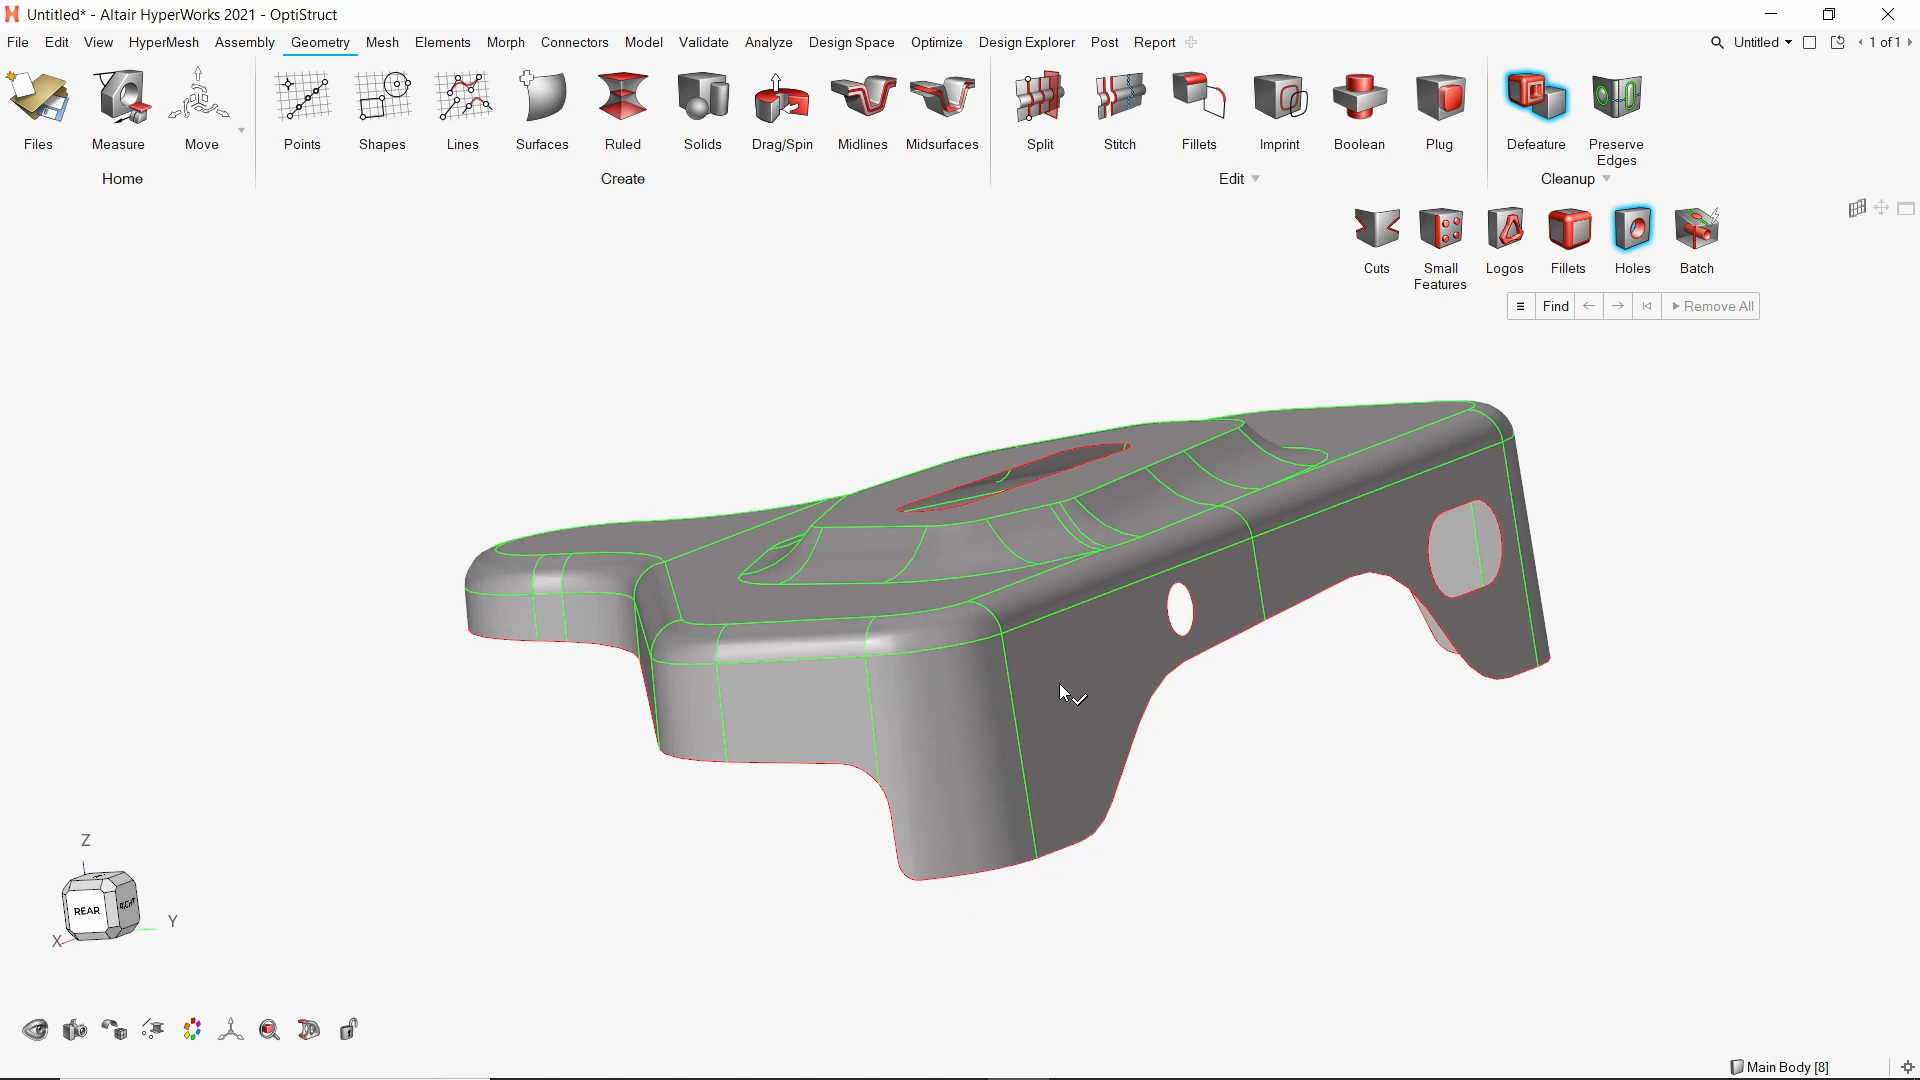 Untitled* - Altair HyperWorks 2021 - OptiStruct
File Edit View HyperMesh Assembly Geometry Mesh Elements Morph Connectors Model Validate Analyze Design Space Optimize Design Explorer Post Report Untitled 1 of 1
Files Measure Move Points Shapes Lines Surfaces Ruled Solids Drag/Spin Midlines Midsurfaces Split Stitch Fillets Imprint Boolean Plug Defeature Preserve Edges
Home Create Edit Cleanup
Cuts Small Features Logos Fillets Holes Batch
Find Remove All
Z
REAR RIGHT
Y
X
Main Body [8]